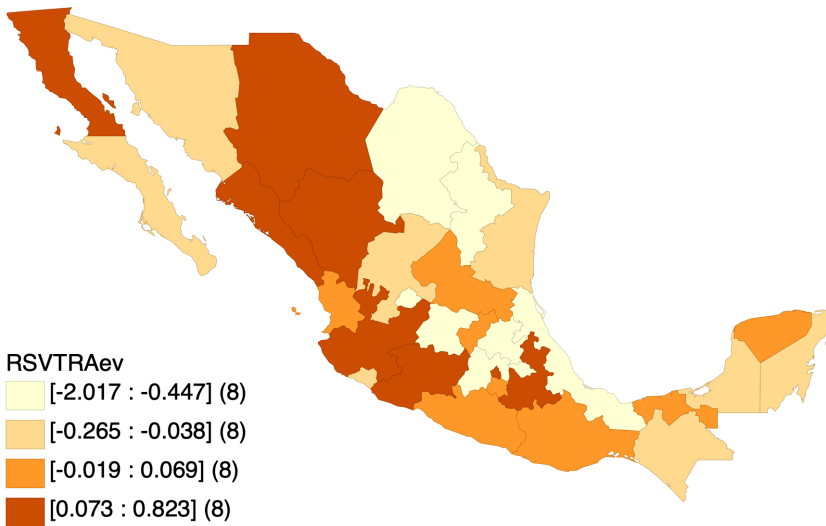 RSVTRAev
[-2.017 : -0.447] (8)
[-0.265 : -0.038] (8)
[-0.019 : 0.069] (8)
[0.073 : 0.823] (8)